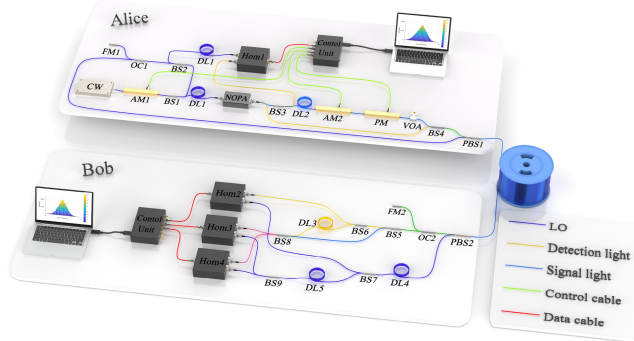 Alice
FM1
OC1
BS2
DL1
Hom1
Contol
Unit
CW
AM1
BS1
DL1
NOPA
BS3
DL2
AM2
PM
VOA
BS4
PBS1
Bob
Contol
Unit
Hom2
Hom3
Hom4
DL3
BS8
BS6
FM2
BS5
OC2
PBS2
BS9
DL5
BS7
DL4
LO
Detection light
Signal light
Control cable
Data cable